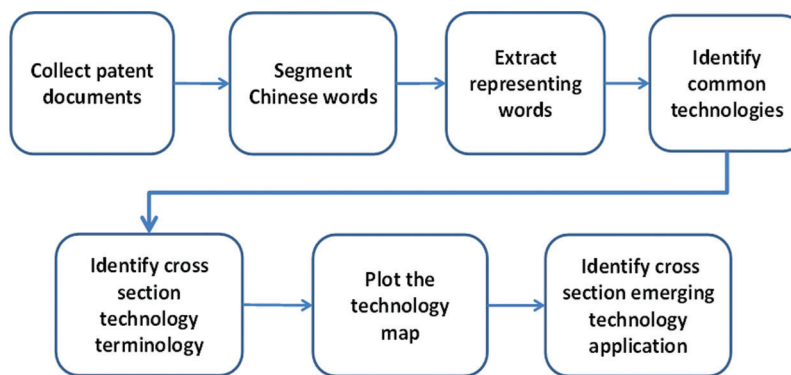 Collect patent
documents
Segment
Chinese words
Extract
representing
words
Identify
common
technologies
Identify cross
section
technology
terminology
Plot the
technology
map
Identify cross
section emerging
technology
application